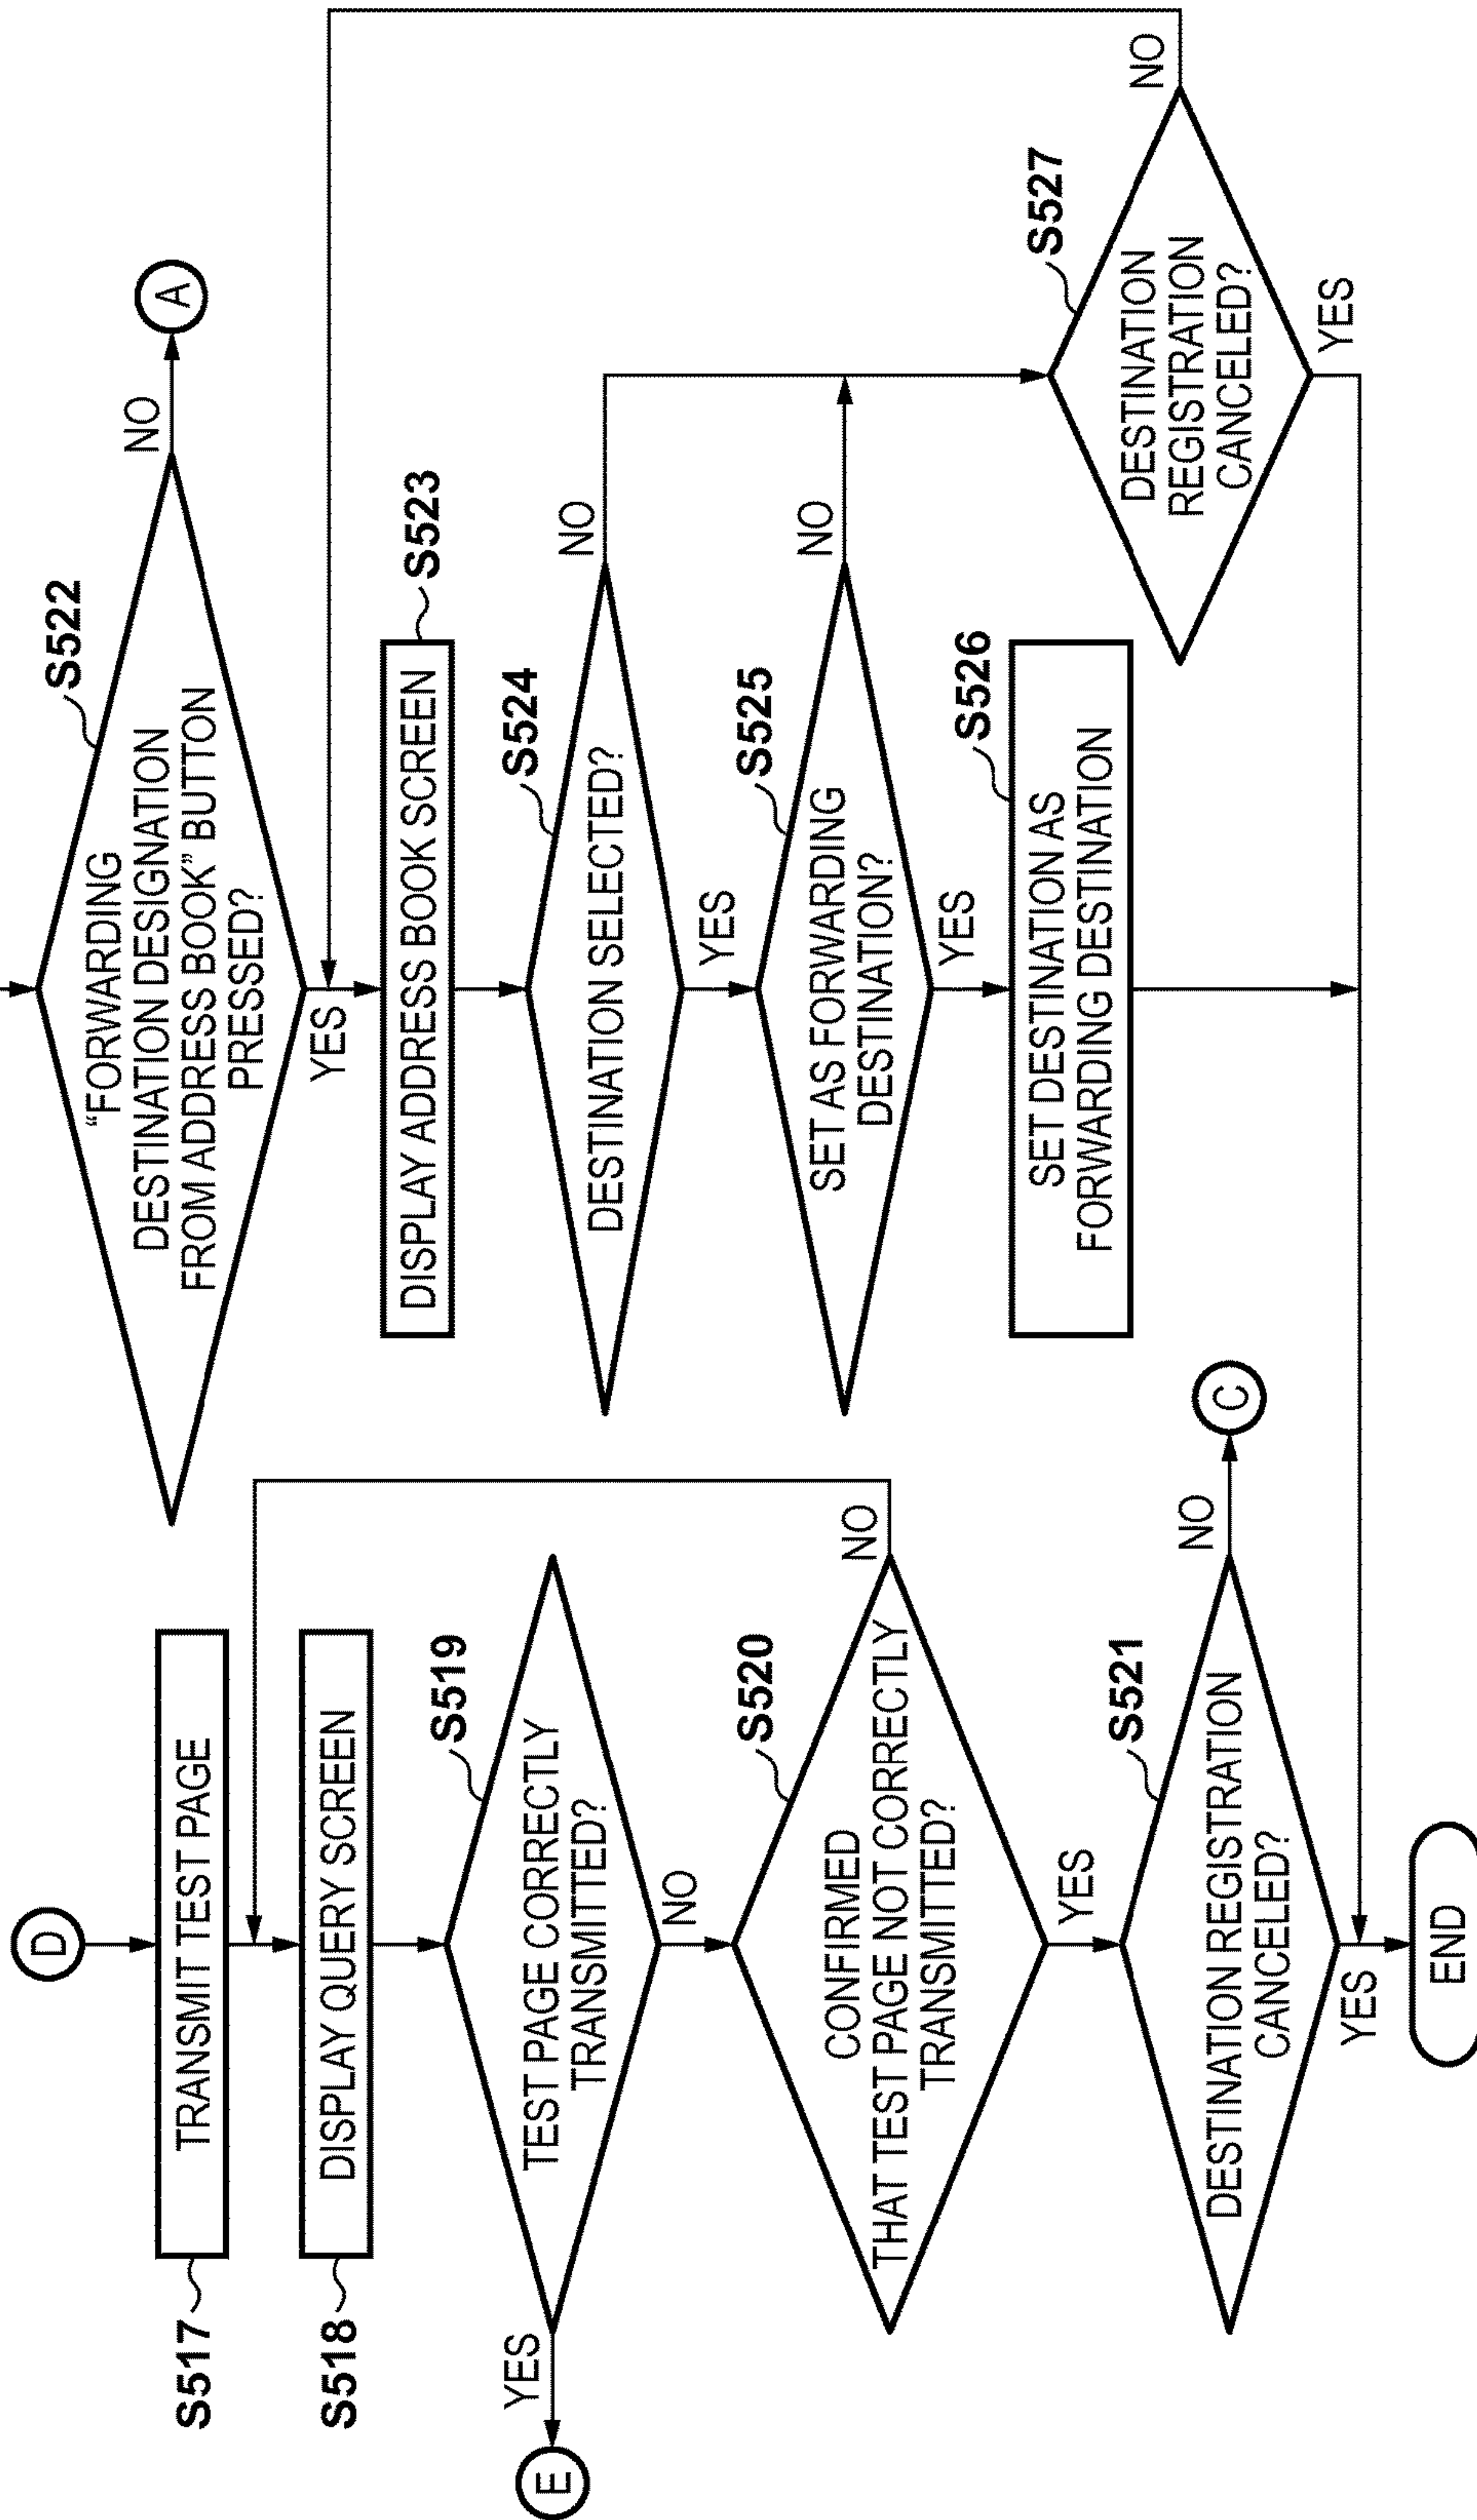 D
S517
TRANSMIT TEST PAGE
S518
DISPLAY QUERY SCREEN
S519
TEST PAGE CORRECTLY
TRANSMITTED?
YES
E
NO
S520
CONFIRMED
THAT TEST PAGE NOT CORRECTLY
TRANSMITTED?
NO
YES
S521
DESTINATION REGISTRATION
CANCELED?
NO
C
YES
END
S522
“FORWARDING
DESTINATION DESIGNATION
FROM ADDRESS BOOK” BUTTON
PRESSED?
NO
A
YES
S523
DISPLAY ADDRESS BOOK SCREEN
S524
DESTINATION SELECTED?
NO
YES
S525
SET AS FORWARDING
DESTINATION?
NO
YES
S526
SET DESTINATION AS
FORWARDING DESTINATION
S527
DESTINATION
REGISTRATION
CANCELED?
NO
YES